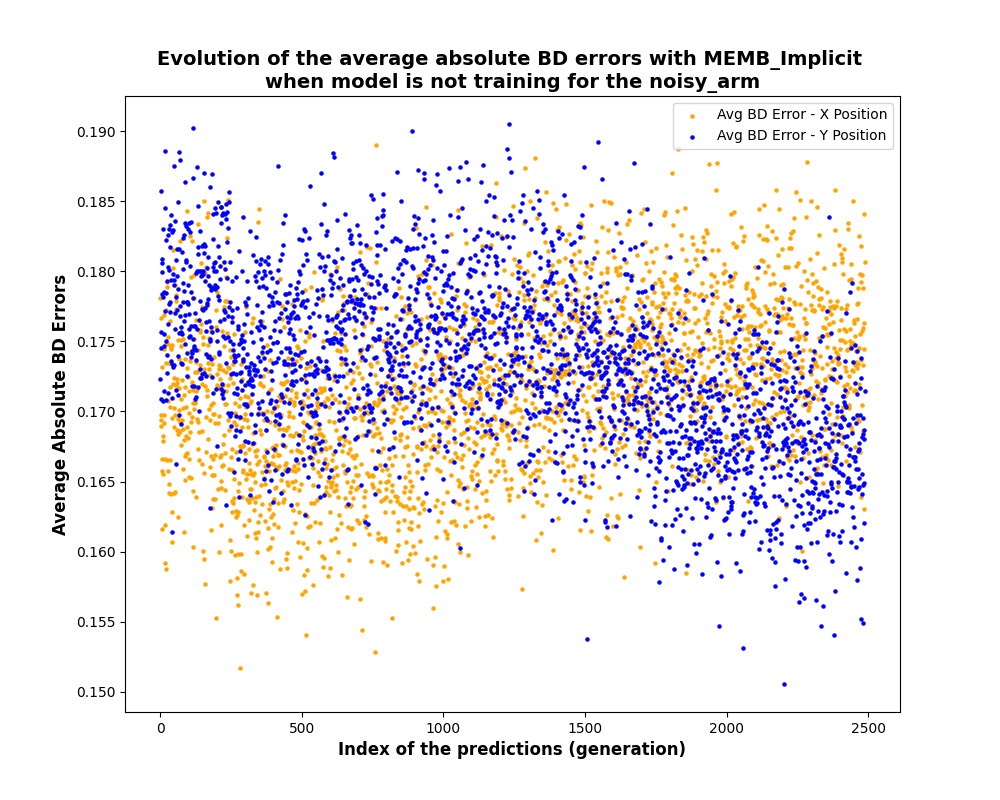 Evolution of the average absolute BD errors with MEMB_Implicit
when model is not training for the noisy_arm
Avg BD Error - X Position
Avg BD Error - Y Position
0.190
0.185
0.180
0.175
0.170
0.165
0.160
0.155
0.150
Average Absolute BD Errors
0
500
1000
1500
2000
2500
Index of the predictions (generation)